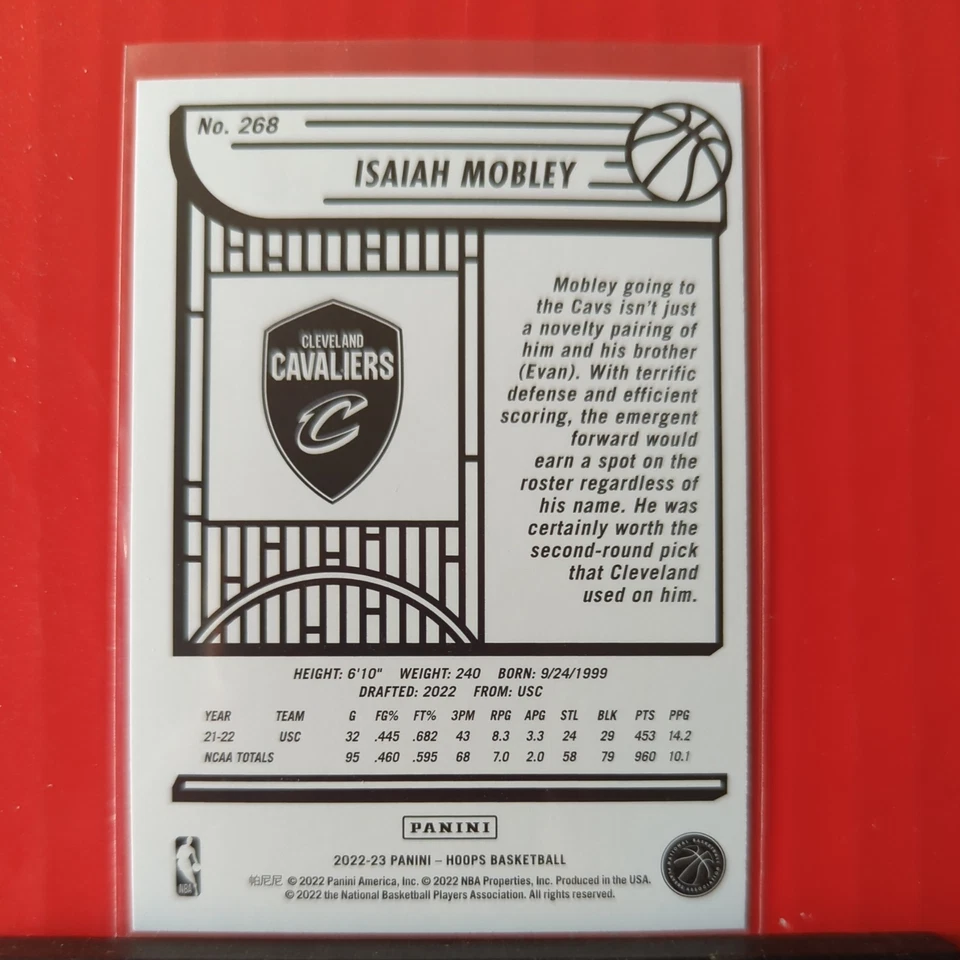 No. 268
ISAIAH MOBLEY
CLEVELAND
CAVALIERS
C
Mobley going to
the Cavs isn't just
a novelty pairing of
him and his brother
(Evan). With terrific
defense and efficient
scoring, the emergent
forward would
earn a spot on the
roster regardless of
his name. He was
certainly worth the
second-round pick
that Cleveland
used on him.
HEIGHT: 6'10" WEIGHT: 240 BORN: 9/24/1999
DRAFTED: 2022 FROM: USC
YEAR TEAM G FG% FT% 3PM RPG APG STL BLK PTS PPG
21-22 USC 32 .445 .682 43 8.3 3.3 24 29 453 14.2
NCAA TOTALS 95 .460 .595 68 7.0 2.0 58 79 960 10.1
PANINI
2022-23 PANINI – HOOPS BASKETBALL
帕尼尼 © 2022 Panini America, Inc. © 2022 NBA Properties, Inc. Produced in the USA.
© 2022 the National Basketball Players Association. All rights reserved.
NBA
NATIONAL BASKETBALL
PLAYERS ASSOCIATION